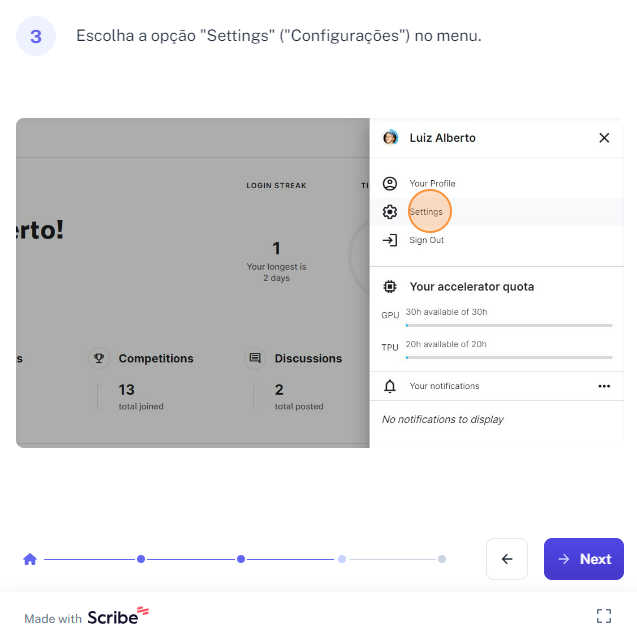 3
Escolha a opção "Settings" ("Configurações") no menu.
Luiz Alberto
LOGIN STREAK
TI
Your Profile
erto!
Settings
1
Sign Out
Your longest is
2 days
Your accelerator quota
GPU
30h available of 30h
TPU
20h available of 20h
s
Competitions
Discussions
13
2
total joined
total posted
Your notifications
No notifications to display
Next
Made with Scribe